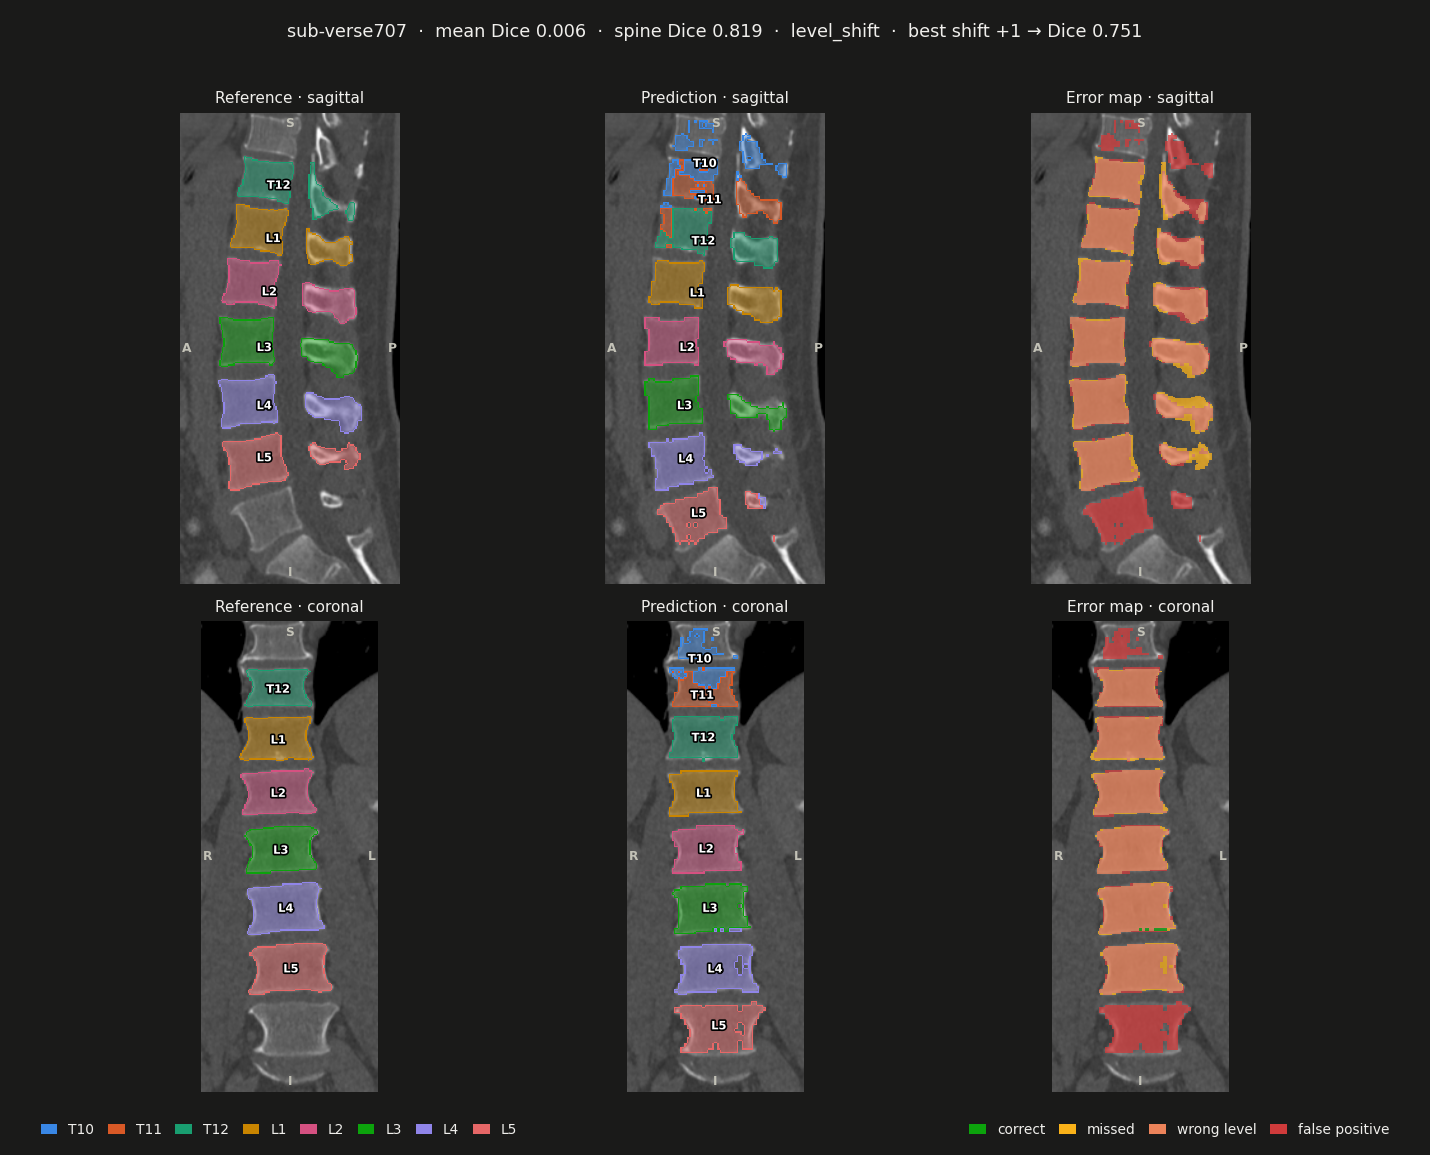 sub-verse707 · mean Dice 0.006 · spine Dice 0.819 · level_shift · best shift +1 → Dice 0.751
Reference · sagittal
S
T12
L1
L2
A
L3
P
L4
L5
I
Prediction · sagittal
S
T10
T11
T12
L1
A
L2
P
L3
L4
L5
I
Error map · sagittal
S
A
P
I
Reference · coronal
S
T12
L1
L2
L3
R
L
L4
L5
I
Prediction · coronal
S
T10
T11
T12
L1
L2
R
L
L3
L4
L5
I
Error map · coronal
S
R
L
I
T10 T11 T12 L1 L2 L3 L4 L5
correct missed wrong level false positive